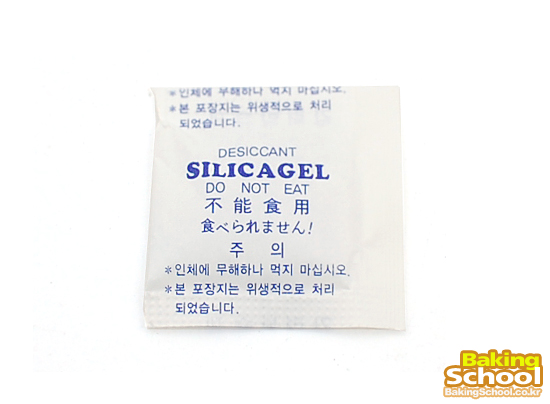 *인체에 무해하나 먹지 마십시오.
*본 포장지는 위생적으로 처리
되었습니다.
DESICCANT
SILICAGEL
DO NOT EAT
不能食用
食べられません!
주 의
*인체에 무해하나 먹지 마십시오.
*본 포장지는 위생적으로 처리
되었습니다.
Baking
School
BakingSchool.co.kr